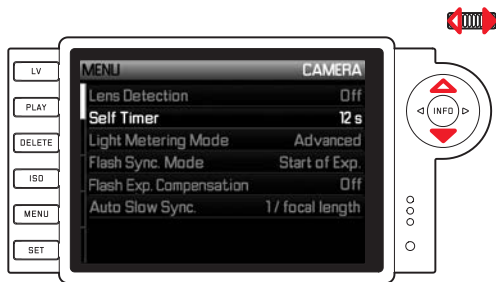 LV
PLAY
DELETE
ISO
MENU
SET
MENU CAMERA
Lens Detection Off
Self Timer 12 s
Light Metering Mode Advanced
Flash Sync. Mode Start of Exp.
Flash Exp. Compensation Off
Auto Slow Sync. 1/ focal length
INFO